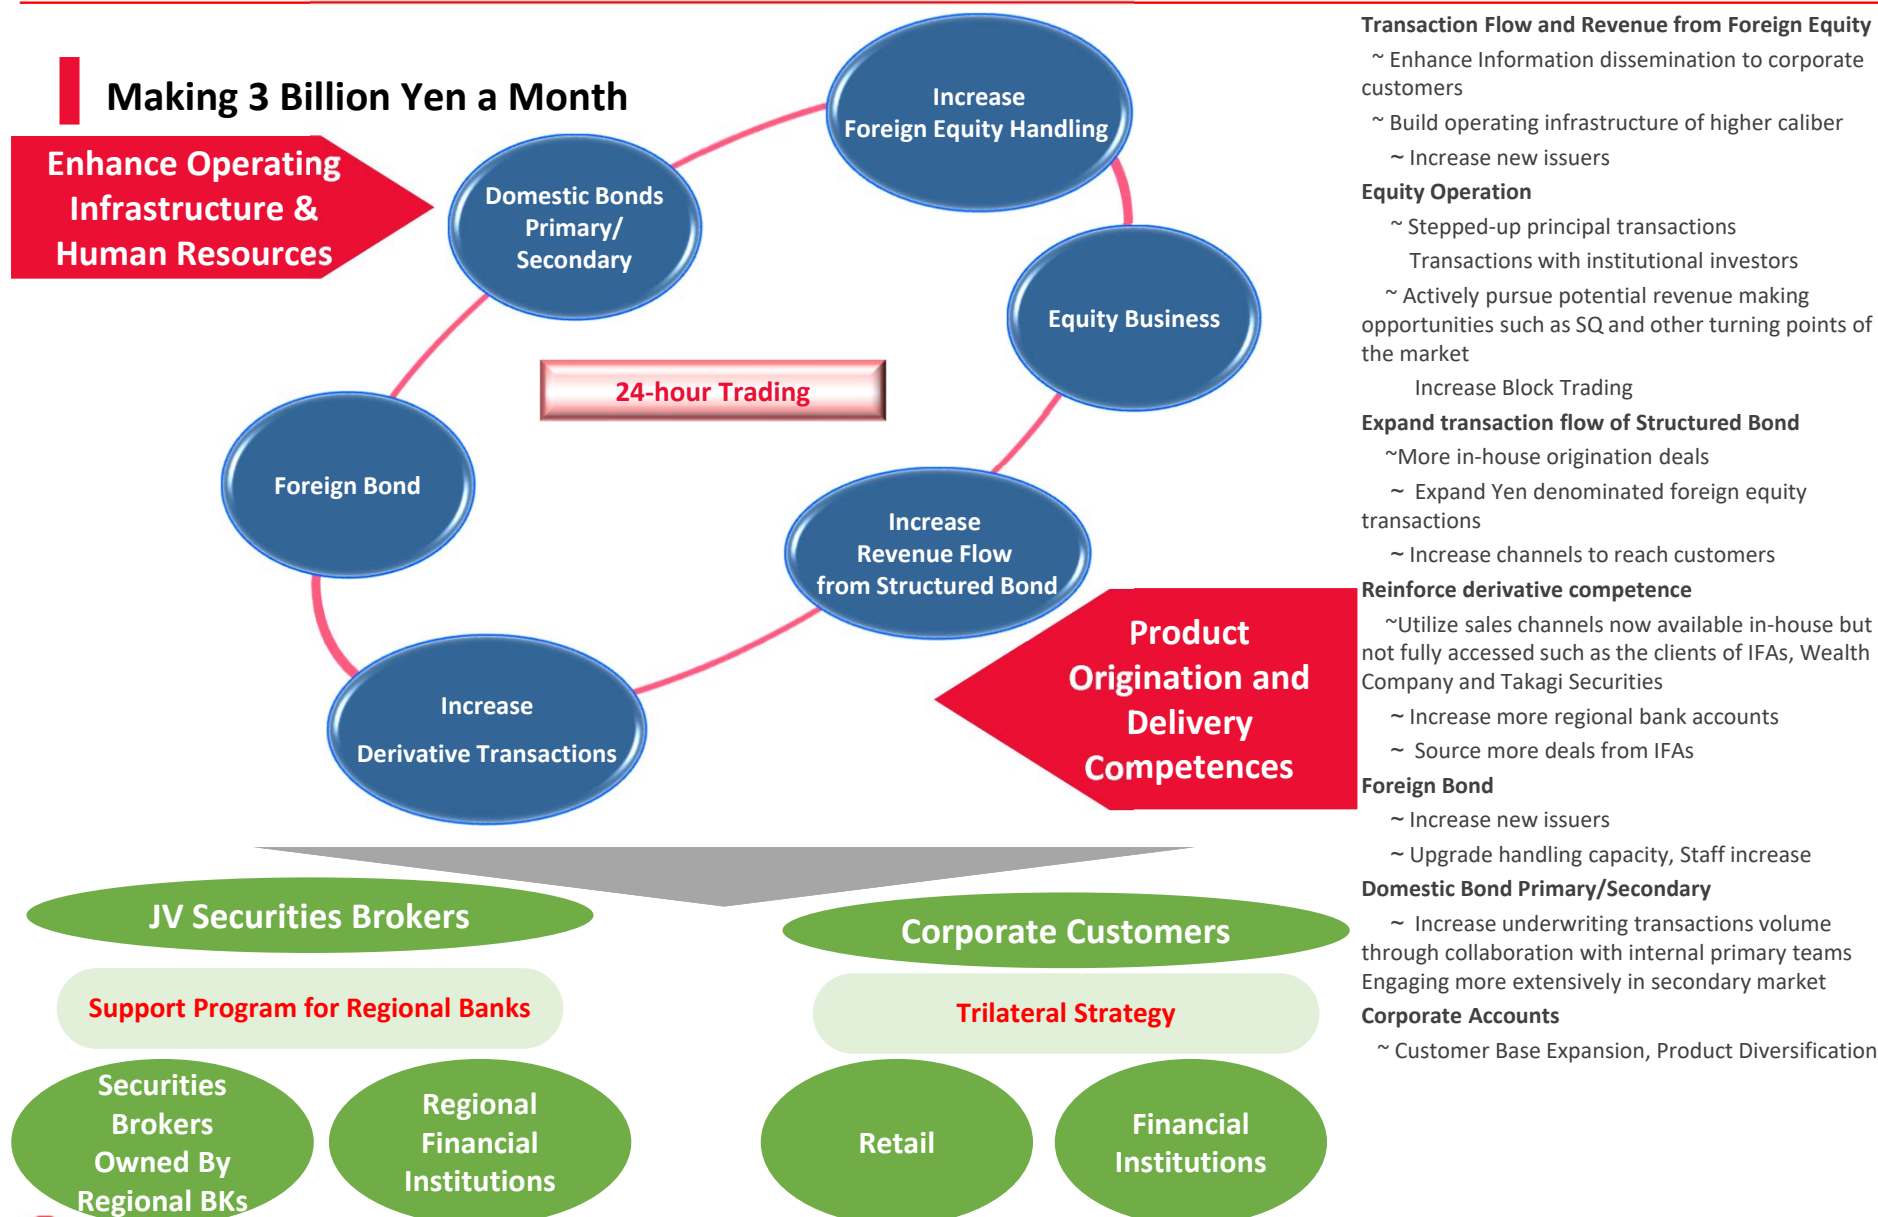 Making 3 Billion Yen a Month
Enhance Operating
Infrastructure &
Human Resources
Increase
Foreign Equity Handling
Domestic Bonds
Primary/
Secondary
Equity Business
24-hour Trading
Foreign Bond
Increase
Revenue Flow
from Structured Bond
Increase
Derivative Transactions
Product
Origination and
Delivery
Competences
JV Securities Brokers
Corporate Customers
Support Program for Regional Banks
Trilateral Strategy
Securities
Brokers
Owned By
Regional BKs
Regional
Financial
Institutions
Retail
Financial
Institutions
Transaction Flow and Revenue from Foreign Equity
~ Enhance Information dissemination to corporate
customers
~ Build operating infrastructure of higher caliber
~ Increase new issuers
Equity Operation
~ Stepped-up principal transactions
Transactions with institutional investors
~ Actively pursue potential revenue making
opportunities such as SQ and other turning points of
the market
Increase Block Trading
Expand transaction flow of Structured Bond
~More in-house origination deals
~ Expand Yen denominated foreign equity
transactions
~ Increase channels to reach customers
Reinforce derivative competence
~Utilize sales channels now available in-house but
not fully accessed such as the clients of IFAs, Wealth
Company and Takagi Securities
~ Increase more regional bank accounts
~ Source more deals from IFAs
Foreign Bond
~ Increase new issuers
~ Upgrade handling capacity, Staff increase
Domestic Bond Primary/Secondary
~ Increase underwriting transactions volume
through collaboration with internal primary teams
Engaging more extensively in secondary market
Corporate Accounts
~ Customer Base Expansion, Product Diversification